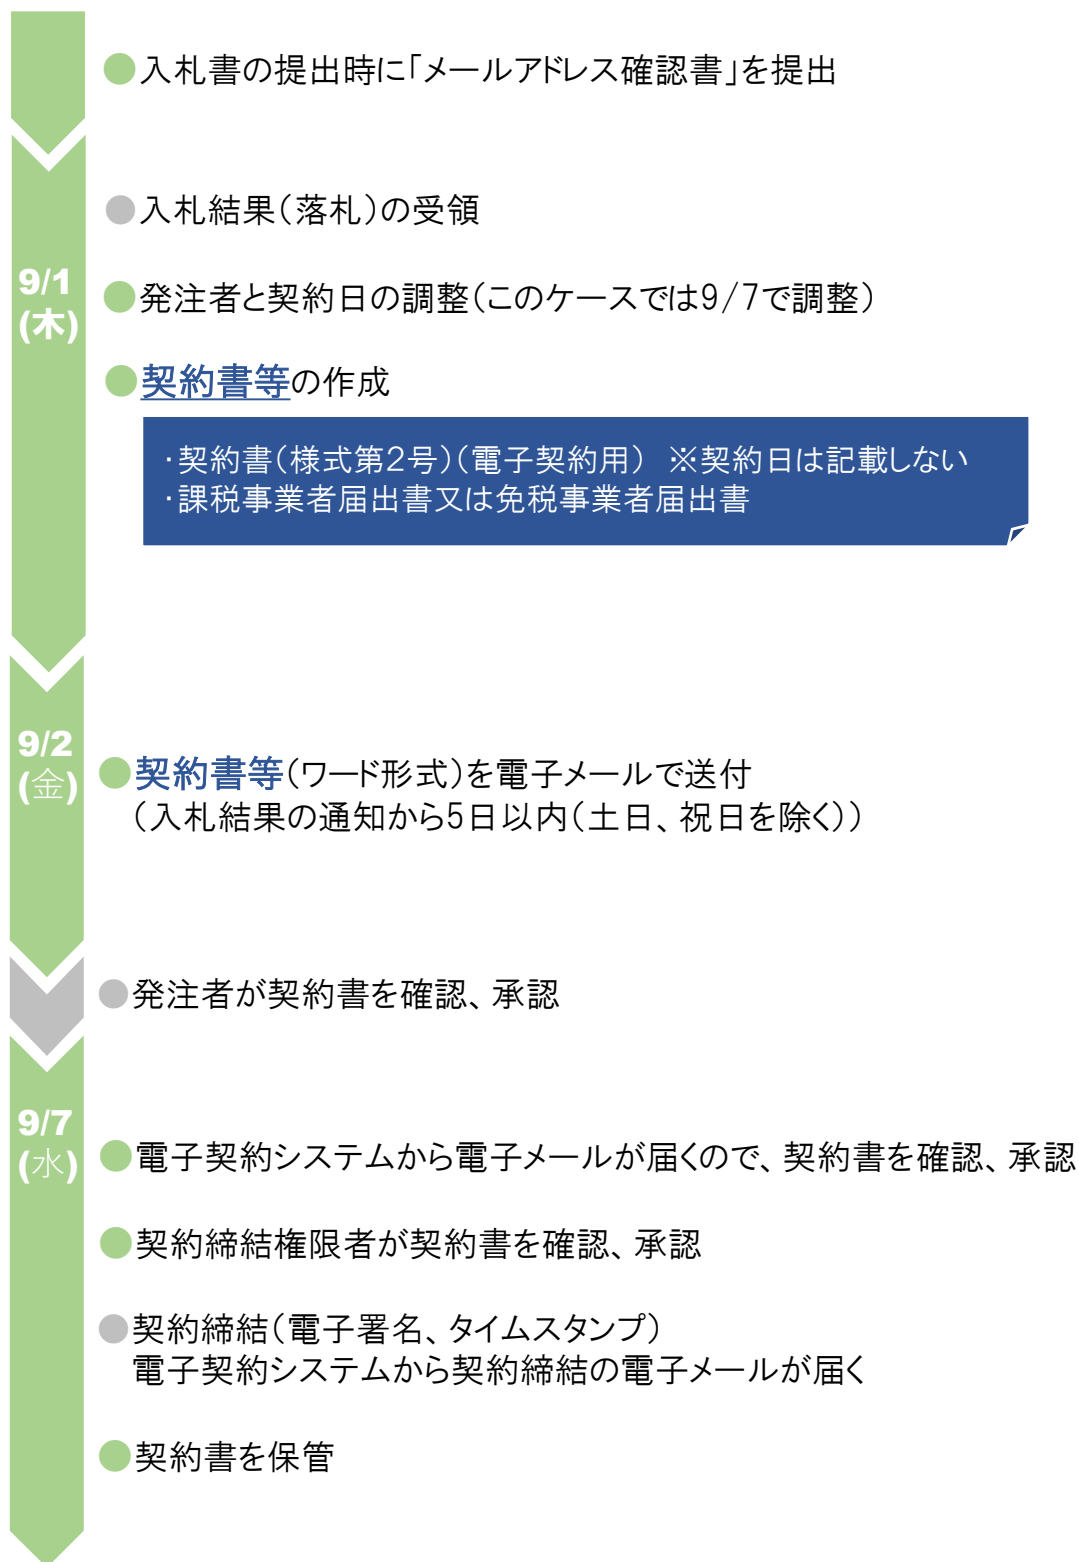 ●入札書の提出時に「メールアドレス確認書」を提出
●入札結果（落札）の受領
9/1
(木)
●発注者と契約日の調整（このケースでは9/7で調整）
●契約書等の作成
・契約書（様式第2号）（電子契約用）　※契約日は記載しない
・課税事業者届出書又は免税事業者届出書
9/2
(金)
●契約書等（ワード形式）を電子メールで送付
（入札結果の通知から5日以内（土日、祝日を除く））
●発注者が契約書を確認、承認
9/7
(水)
●電子契約システムから電子メールが届くので、契約書を確認、承認
●契約締結権限者が契約書を確認、承認
●契約締結（電子署名、タイムスタンプ）
電子契約システムから契約締結の電子メールが届く
●契約書を保管